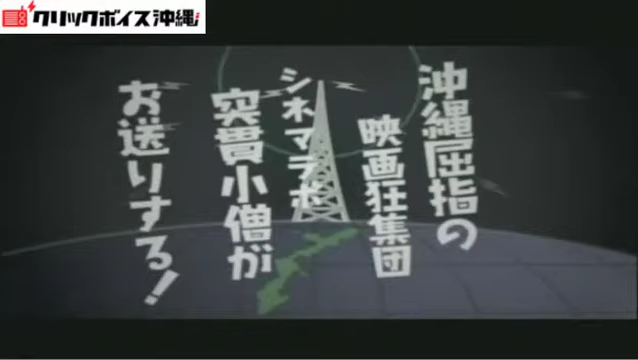 クリックボイス沖縄
沖縄屈指の
映画狂集団
シネマラボ
突貫小僧が
お送りする!